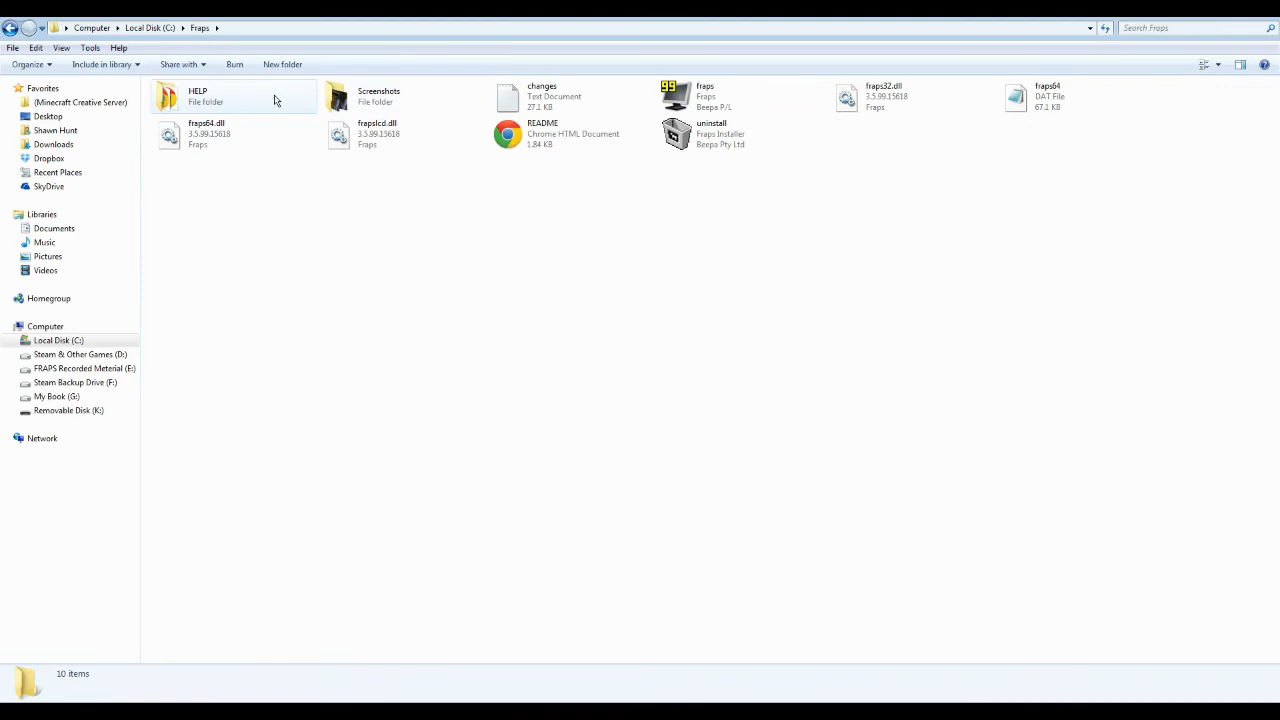 Computer Local Disk (C:) Fraps
Search Fraps
File Edit View Tools Help
Organize Include in library Share with Burn New folder
Favorites
(Minecraft Creative Server)
Desktop
Shawn Hunt
Downloads
Dropbox
Recent Places
SkyDrive
Libraries
Documents
Music
Pictures
Videos
Homegroup
Computer
Local Disk (C:)
Steam & Other Games (D:)
FRAPS Recorded Meterial (E:)
Steam Backup Drive (F:)
My Book (G:)
Removable Disk (K:)
Network
HELP
File folder
Screenshots
File folder
changes
Text Document
27.1 KB
99
fraps
Fraps
Beepa P/L
fraps32.dll
3.5.99.15618
Fraps
fraps64
DAT File
67.1 KB
fraps64.dll
3.5.99.15618
Fraps
frapslcd.dll
3.5.99.15618
Fraps
README
Chrome HTML Document
1.84 KB
uninstall
Fraps Installer
Beepa Pty Ltd
10 items